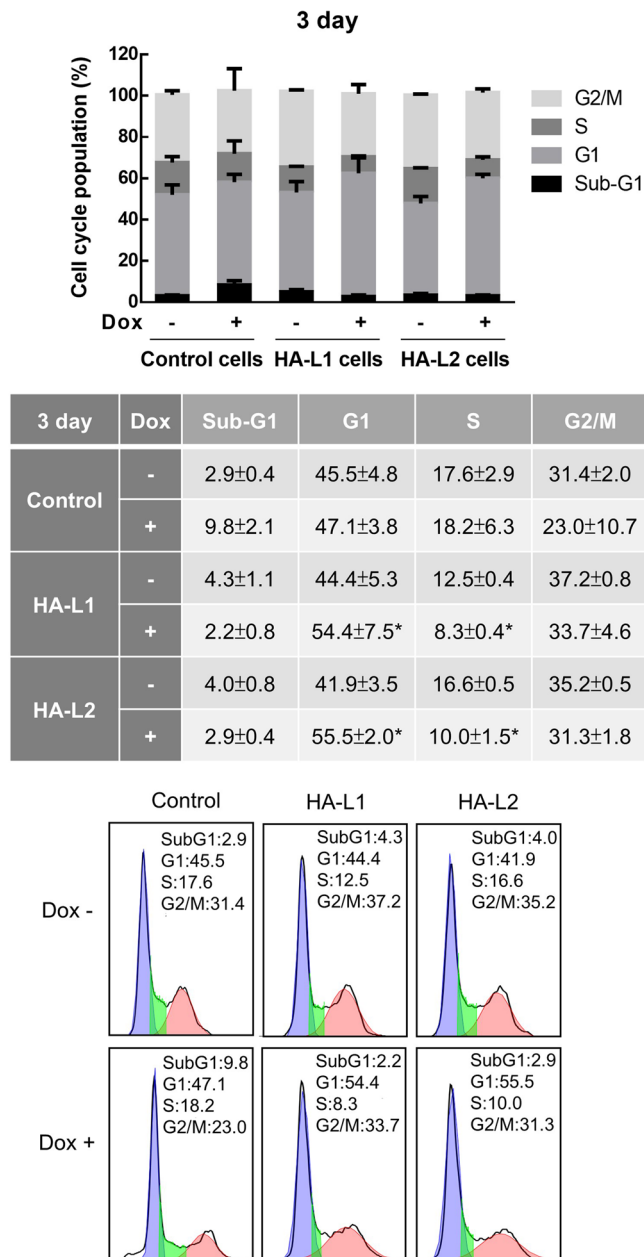 3 day
Cell cycle population (%)
120
100
80
60
40
20
0
G2/M
S
G1
Sub-G1
Dox - + - + - +
Control cells HA-L1 cells HA-L2 cells
3 day Dox Sub-G1 G1 S G2/M
Control - 2.9±0.4 45.5±4.8 17.6±2.9 31.4±2.0
+ 9.8±2.1 47.1±3.8 18.2±6.3 23.0±10.7
HA-L1 - 4.3±1.1 44.4±5.3 12.5±0.4 37.2±0.8
+ 2.2±0.8 54.4±7.5* 8.3±0.4* 33.7±4.6
HA-L2 - 4.0±0.8 41.9±3.5 16.6±0.5 35.2±0.5
+ 2.9±0.4 55.5±2.0* 10.0±1.5* 31.3±1.8
Control HA-L1 HA-L2
Dox -
SubG1:2.9
G1:45.5
S:17.6
G2/M:31.4
SubG1:4.3
G1:44.4
S:12.5
G2/M:37.2
SubG1:4.0
G1:41.9
S:16.6
G2/M:35.2
Dox +
SubG1:9.8
G1:47.1
S:18.2
G2/M:23.0
SubG1:2.2
G1:54.4
S:8.3
G2/M:33.7
SubG1:2.9
G1:55.5
S:10.0
G2/M:31.3